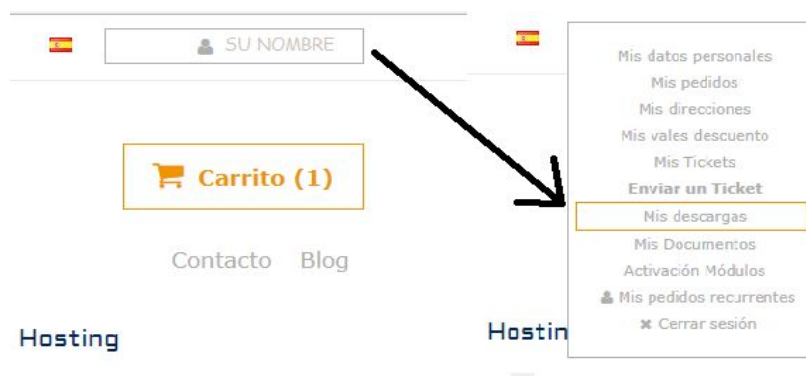 SU NOMBRE
Carrito (1)
Contacto Blog
Hosting
Mis datos personales
Mis pedidos
Mis direcciones
Mis vales descuento
Mis Tickets
Enviar un Ticket
Mis descargas
Mis Documentos
Activación Módulos
Mis pedidos recurrentes
Cerrar sesión
Hostin